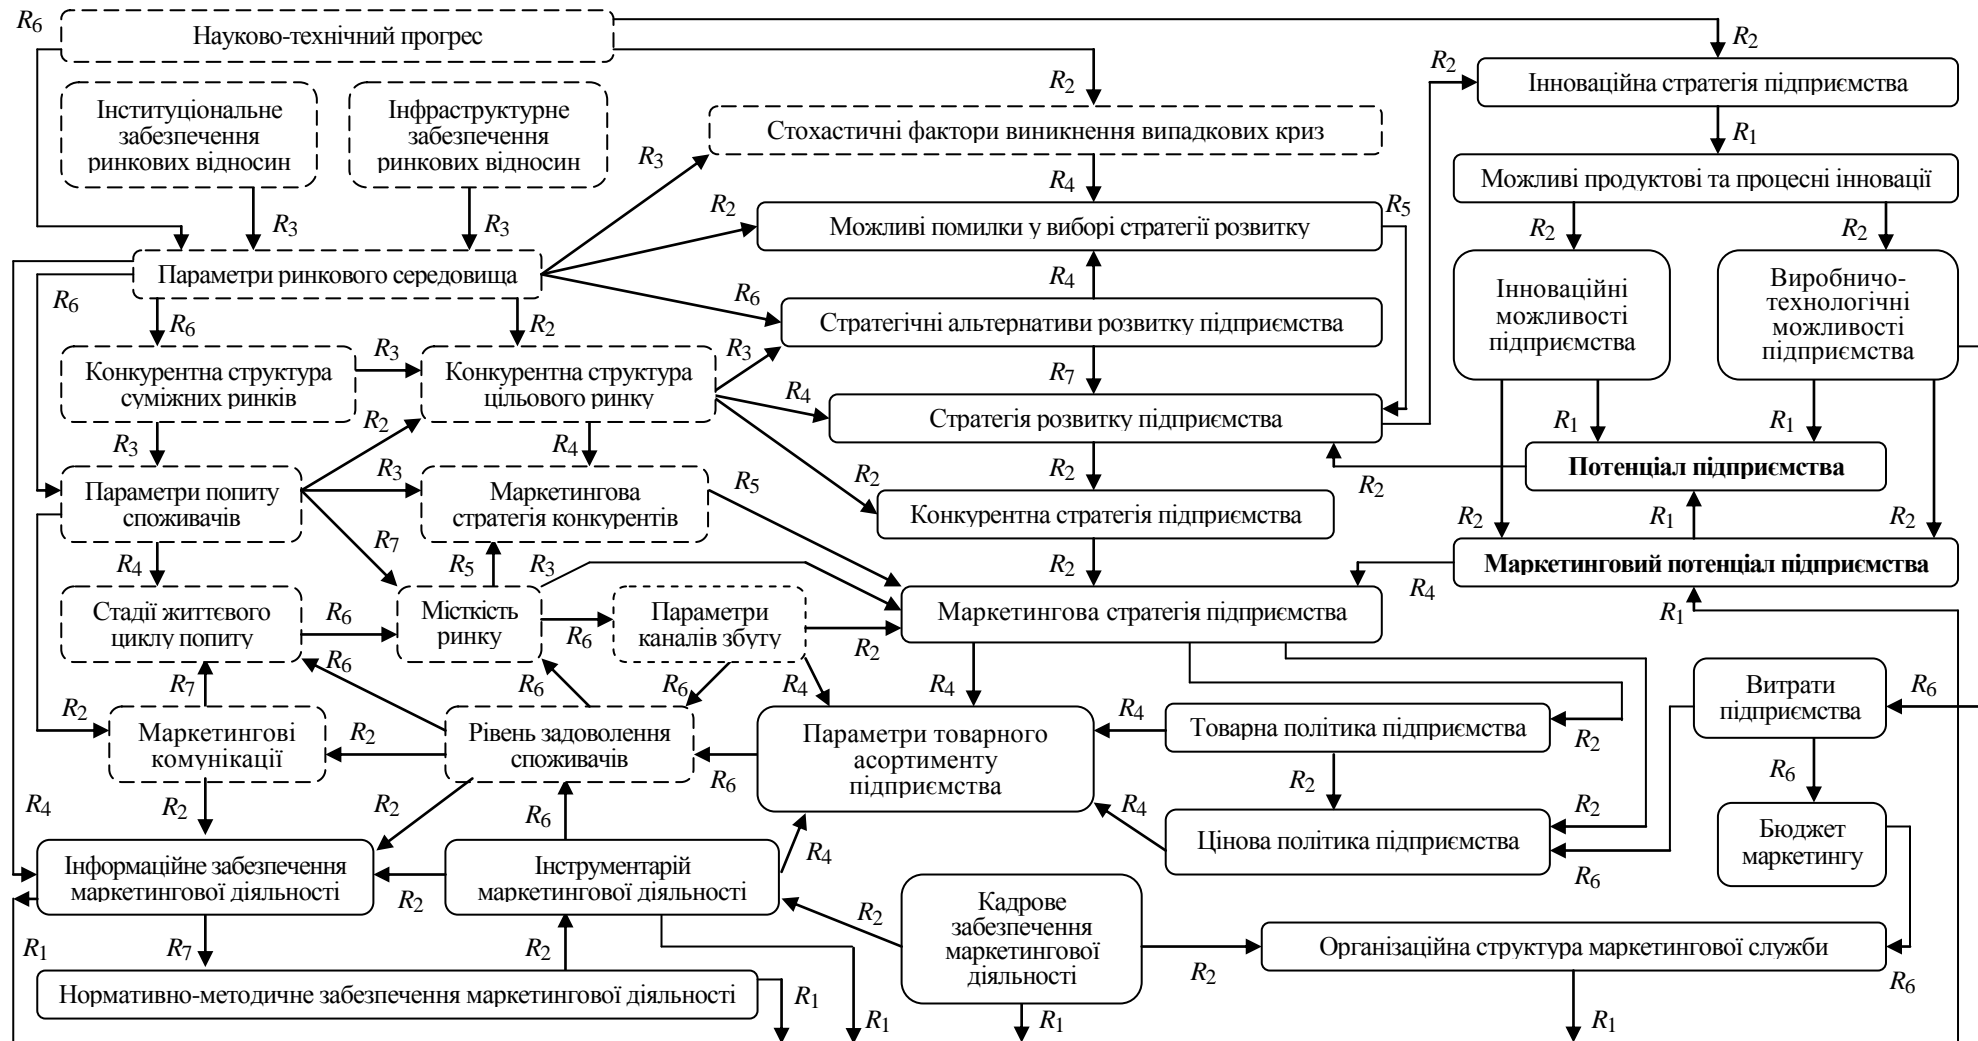 R6
Науково-технічний прогрес
R2
R2
R2
Інноваційна стратегія підприємства
Інституціональне
забезпечення
ринкових відносин
Інфраструктурне
забезпечення
ринкових відносин
Стохастичні фактори виникнення випадкових криз
R1
R3
R4
Можливі продуктові та процесні інновації
R3
R3
R2
Можливі помилки у виборі стратегії розвитку
R5
R2
R2
Параметри ринкового середовища
R4
Інноваційні
можливості
підприємства
Виробничо-
технологічні
можливості
підприємства
R6
R6
R2
R6
Стратегічні альтернативи розвитку підприємства
R3
R3
R7
Конкурентна структура
суміжних ринків
Конкурентна структура
цільового ринку
R4
Стратегія розвитку підприємства
R1
R1
R3
R2
R4
R2
R2
R2
Потенціал підприємства
Параметри попиту
споживачів
R3
Маркетингова
стратегія конкурентів
R5
Конкурентна стратегія підприємства
R2
R1
R2
R4
R7
R5
R3
R2
R4
Маркетинговий потенціал підприємства
R1
Стадії життєвого
циклу попиту
R6
Місткість
ринку
R6
Параметри
каналів збуту
R2
Маркетингова стратегія підприємства
R7
R6
R6
R6
R4
R4
Витрати
підприємства
R6
R2
Маркетингові
комунікації
R2
Рівень задоволення
споживачів
R6
Параметри товарного
асортименту
підприємства
R4
Товарна політика підприємства
R2
R2
R6
R4
R2
R2
R6
R4
R2
Цінова політика підприємства
R6
Бюджет
маркетингу
Інформаційне забезпечення
маркетингової діяльності
R2
Інструментарій
маркетингової діяльності
R4
R2
Кадрове
забезпечення
маркетингової
діяльності
R2
Організаційна структура маркетингової служби
R6
R1
R7
R2
Нормативно-методичне забезпечення маркетингової діяльності
R1
R1
R1
R1